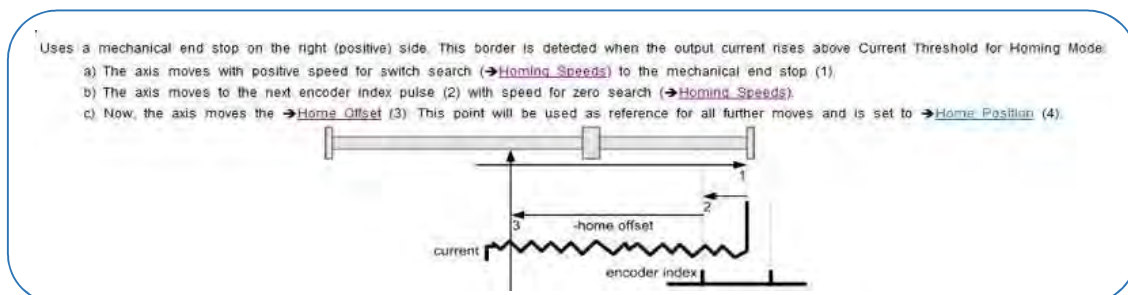 Uses a mechanical end stop on the right (positive) side. This border is detected when the output current rises above Current Threshold for Homing Mode.
a) The axis moves with positive speed for switch search (➔Homing Speeds) to the mechanical end stop (1).
b) The axis moves to the next encoder index pulse (2) with speed for zero search (➔Homing Speeds).
c) Now, the axis moves the ➔Home Offset (3). This point will be used as reference for all further moves and is set to ➔Home Position (4).
1
2
3
-home offset
current
encoder index